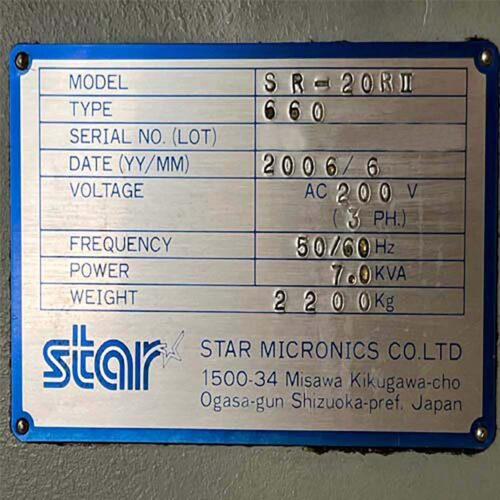 MODEL SR-20RII
TYPE 660
SERIAL NO. (LOT)
DATE (YY/MM) 2006/6
VOLTAGE AC 200 V
(3 PH.)
FREQUENCY 50/60 Hz
POWER 7.0 KVA
WEIGHT 2200 Kg
star STAR MICRONICS CO.LTD
1500-34 Misawa Kikugawa-cho
Ogasa-gun Shizuoka-pref. Japan